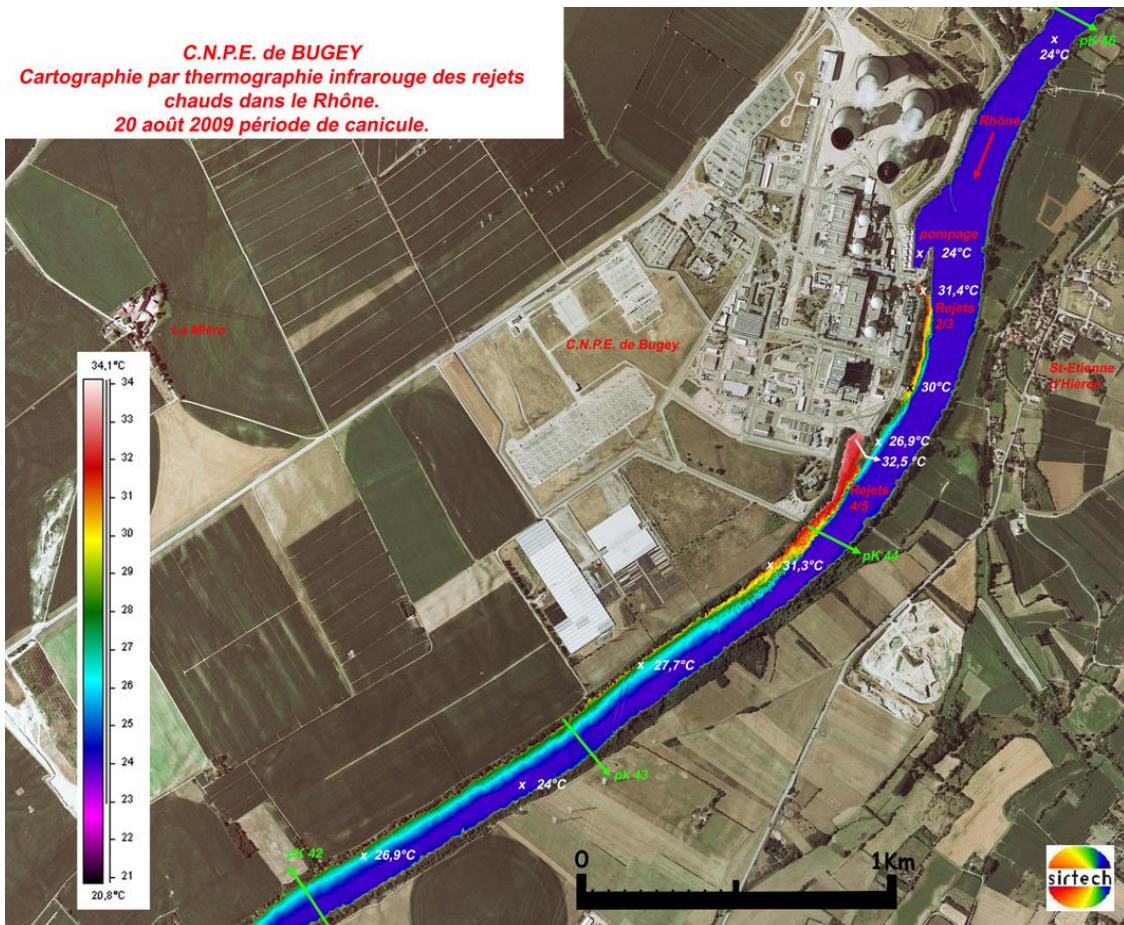 C.N.P.E. de BUGEY
Cartographie par thermographie infrarouge des rejets
chauds dans le Rhône.
20 août 2009 période de canicule.
pK 46
24°C
Rhône
pompage
24°C
31,4°C
Rejets
2/3
La Mière
C.N.P.E. de Bugey
St-Etienne
d'Hières
30°C
26,9°C
32,5 °C
Rejets
4/5
pK 44
31,3°C
27,7°C
pk 43
24°C
pK 42
26,9°C
34,1°C
34
33
32
31
30
29
28
27
26
25
24
23
22
21
20,8°C
0
1Km
sirtech